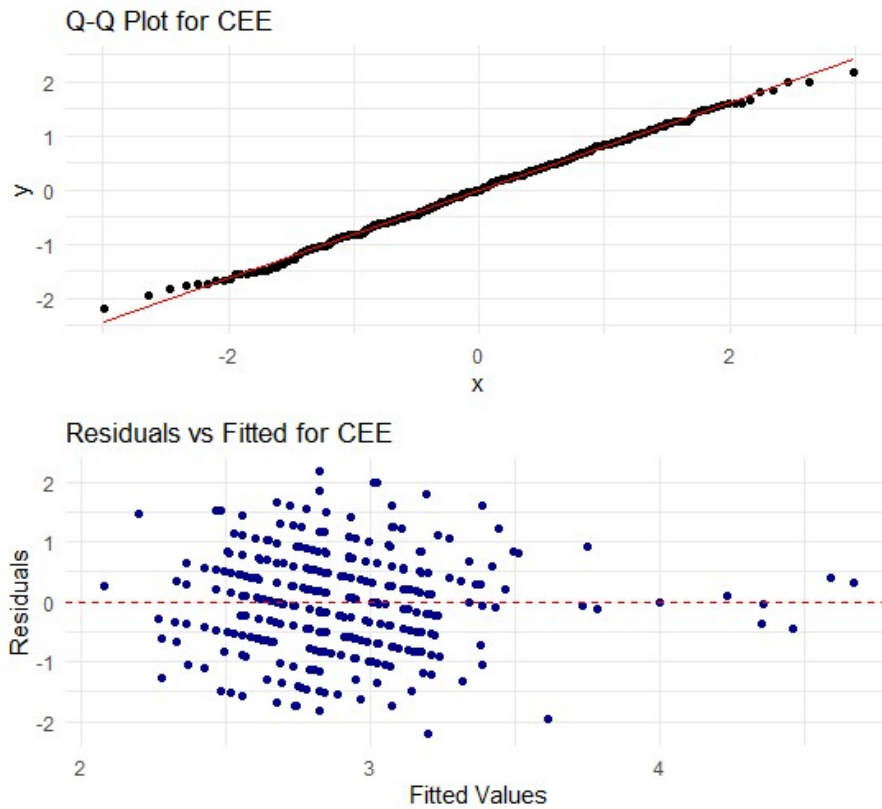 Q-Q Plot for CEE
2
1
0
-1
-2
y
-2 0 2
x
Residuals vs Fitted for CEE
2
1
0
-1
-2
Residuals
2 3 4
Fitted Values